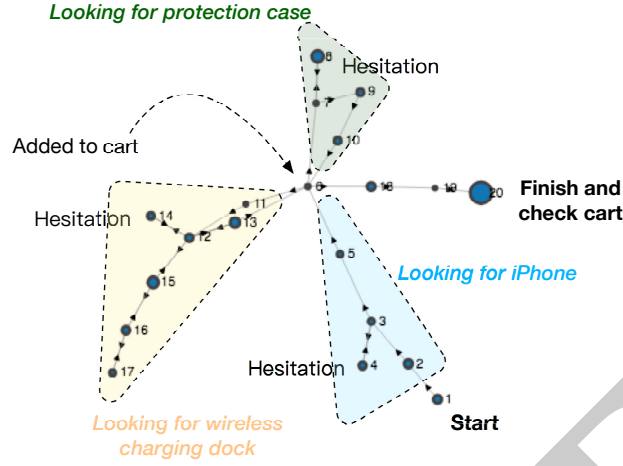 Looking for protection case
8
Hesitation
7
9
10
Added to cart
6
18
19
20
Finish and
check cart
11
Hesitation
14
13
12
5
Looking for iPhone
15
3
16
Hesitation
4
2
17
1
Start
Looking for wireless
charging dock